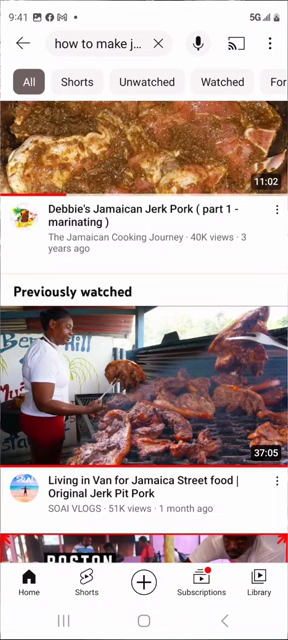 9:41
5G
how to make j...
All
Shorts
Unwatched
Watched
For
11:02
Debbie's Jamaican Jerk Pork ( part 1 -
marinating )
The Jamaican Cooking Journey · 40K views · 3
years ago
Previously watched
37:05
Living in Van for Jamaica Street food |
Original Jerk Pit Pork
SOAI VLOGS · 51K views · 1 month ago
BOSTON
Home
Shorts
Subscriptions
Library